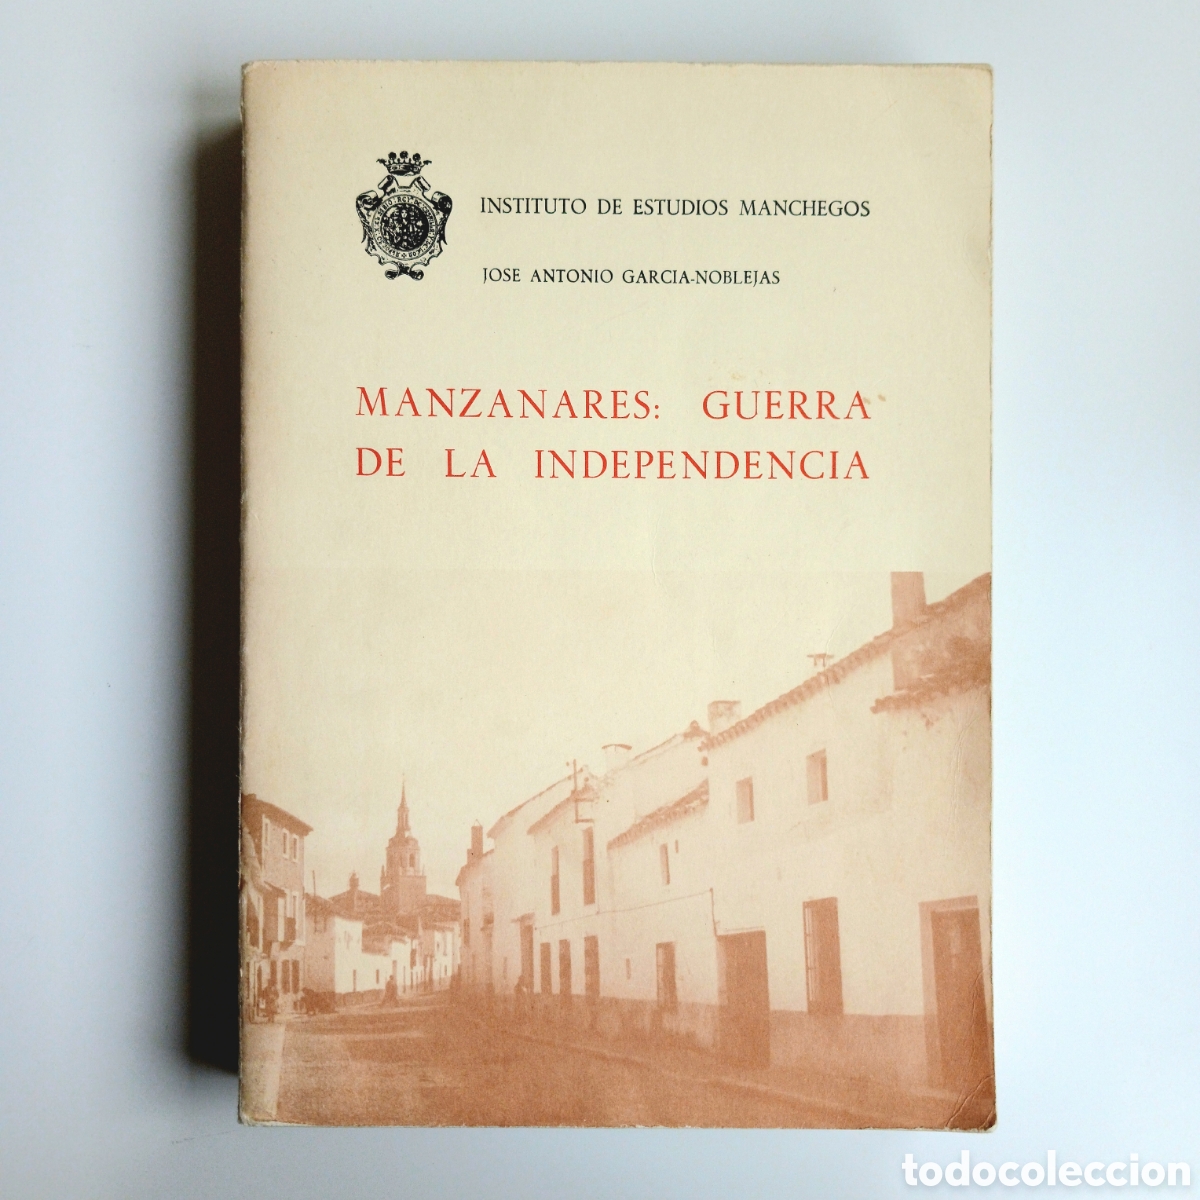 INSTITUTO DE ESTUDIOS MANCHEGOS
JOSE ANTONIO GARCIA-NOBLEJAS
MANZANARES: GUERRA
DE LA INDEPENDENCIA
todocoleccion